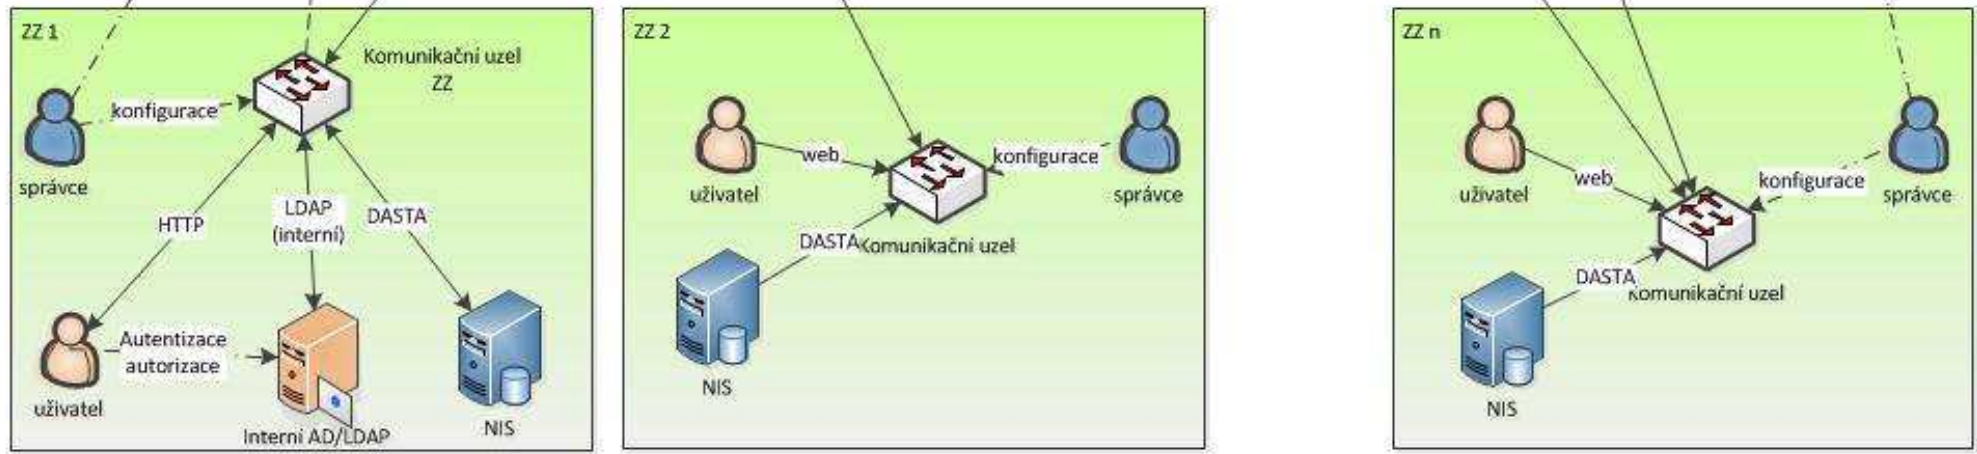 ZZ 1
Komunikační uzel
ZZ
konfigurace
správce
HTTP
LDAP
(interní)
DASTA
Autentizace
autorizace
uživatel
Interní AD/LDAP
NIS
ZZ 2
web
konfigurace
uživatel
správce
DASTA
Komunikační uzel
NIS
ZZ n
web
konfigurace
uživatel
správce
DASTA
Komunikační uzel
NIS